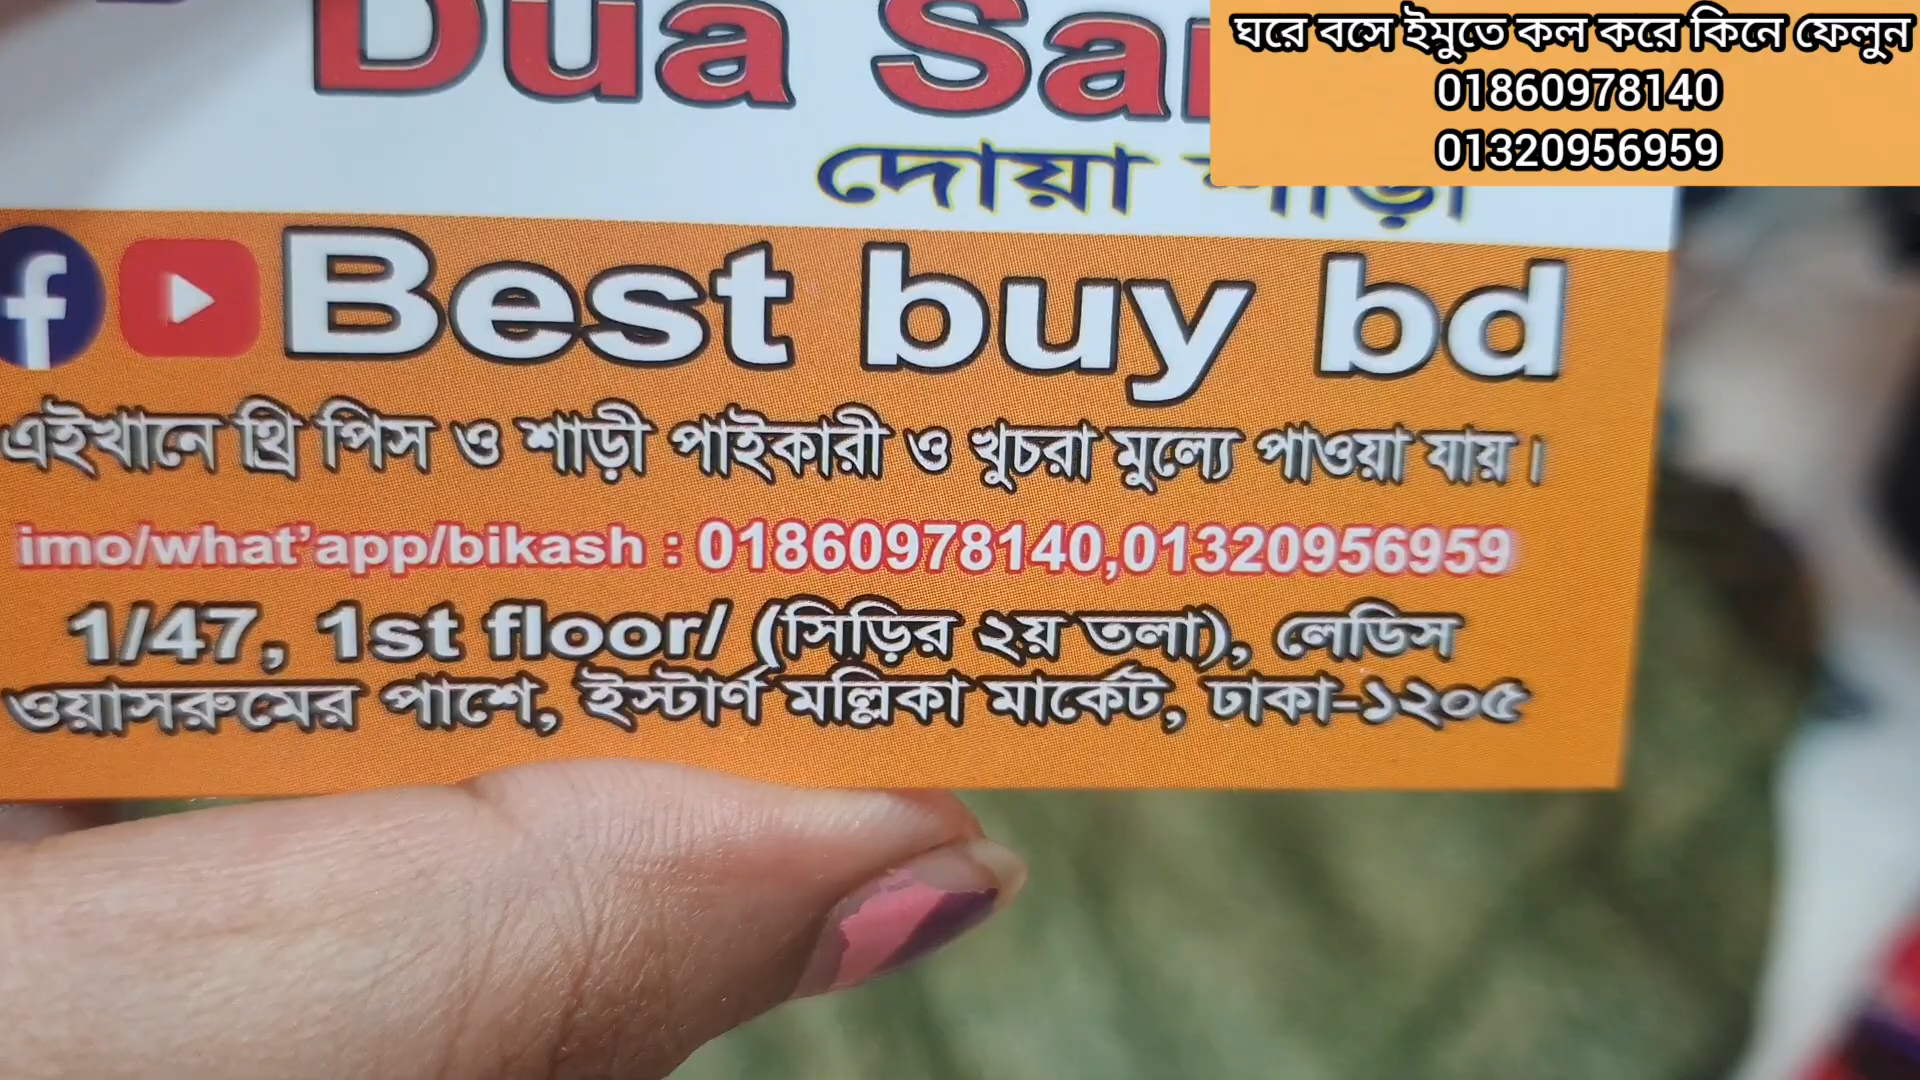 ঘরে বসে ইমুতে কল করে কিনে ফেলুন
01860978140
01320956959
Dua
দোয়া
Best buy bd
এইখানে থ্রি পিস ও শাড়ী পাইকারী ও খুচরা মুল্যে পাওয়া যায়।
imo/what'app/bikash : 01860978140,01320956959
1/47, 1st floor/ (সিড়ির ২য় তলা), লেডিস
ওয়াসরুমের পাশে, ইস্টার্ণ মল্লিকা মার্কেট, ঢাকা-১২০৫